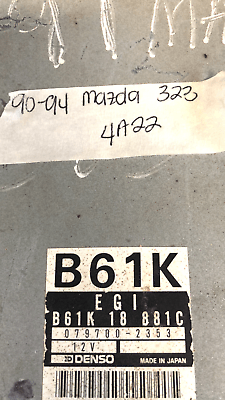 90-94 mazda 323
4A22
B61K
EGI
B61K 18 881C
079700-2353
12V
DENSO MADE IN JAPAN